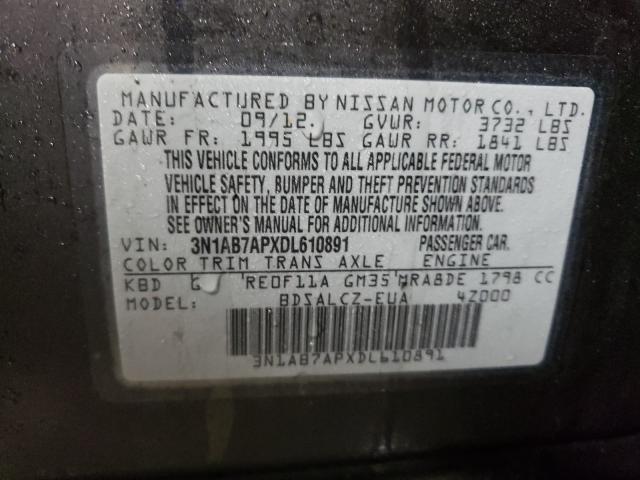 MANUFACTURED BY NISSAN MOTOR CO., LTD.
DATE: 09/12. GVWR: 3732 LBS
GAWR FR: 1995 LBS GAWR RR: 1841 LBS
THIS VEHICLE CONFORMS TO ALL APPLICABLE FEDERAL MOTOR
VEHICLE SAFETY, BUMPER AND THEFT PREVENTION STANDARDS
IN EFFECT ON THE DATE OF MANUFACTURE SHOWN ABOVE.
SEE OWNER'S MANUAL FOR ADDITIONAL INFORMATION.
VIN: 3N1AB7APXDL610891 PASSENGER CAR.
COLOR TRIM TRANS AXLE ENGINE
KBD REOF11A GM35 MRA8DE 1798 CC
MODEL: BDSALCZ-EUA 4Z000
3N1AB7APXDL610891